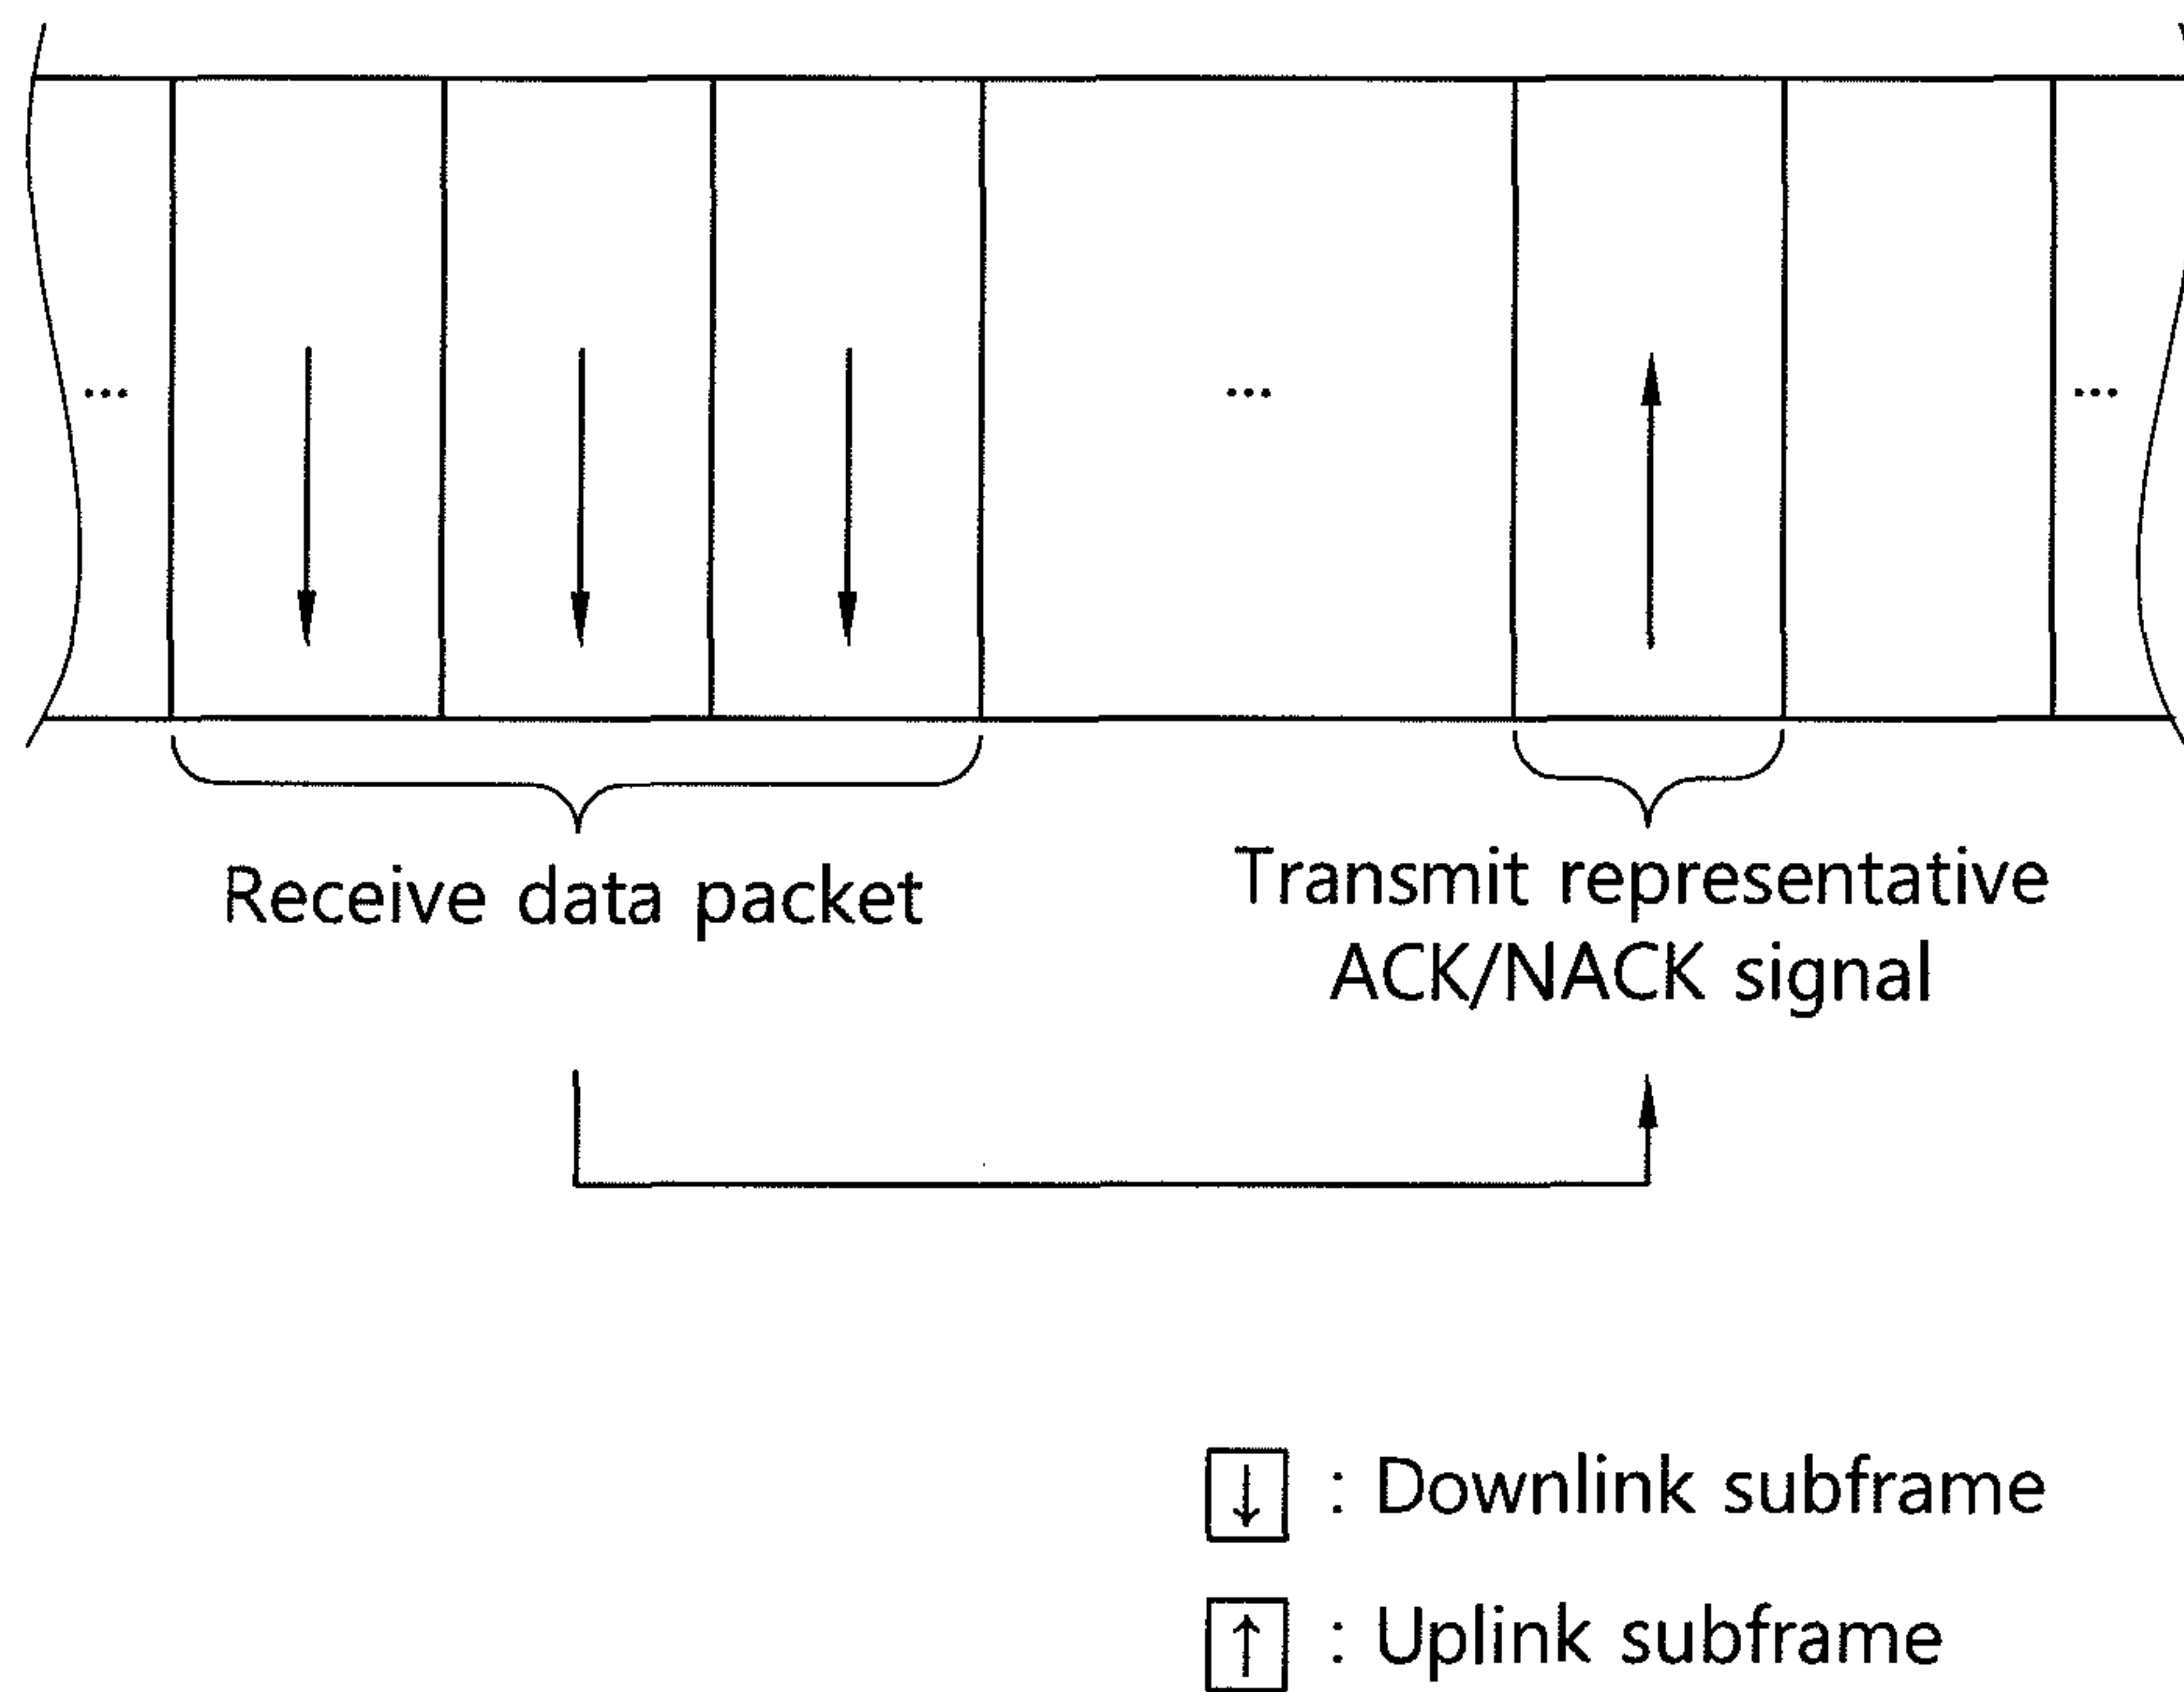 ... ... ...
Receive data packet
Transmit representative
ACK/NACK signal
↓ : Downlink subframe
↑ : Uplink subframe